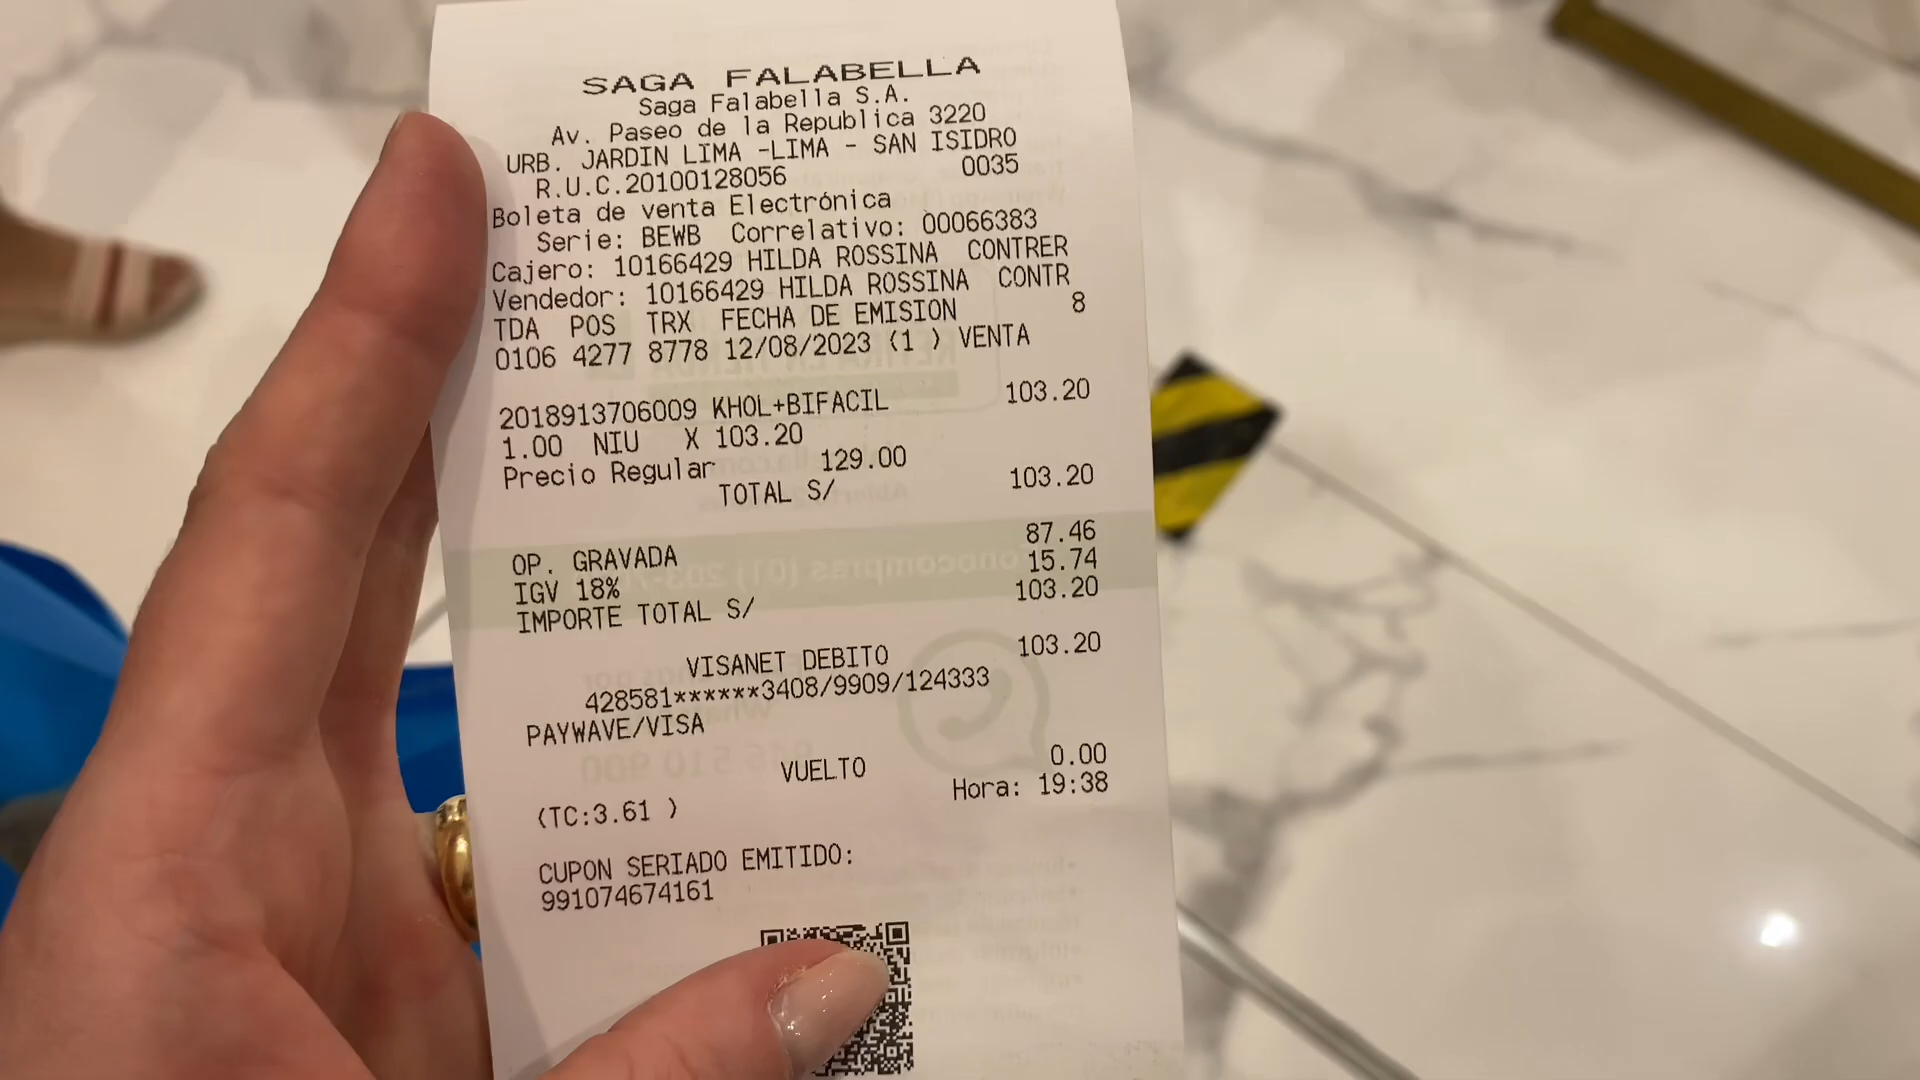 SAGA FALABELLA
Saga Falabella S.A.
Av. Paseo de la Republica 3220
URB. JARDIN LIMA -LIMA - SAN ISIDRO
R.U.C.20100128056 0035
Boleta de venta Electrónica
Serie: BEWB Correlativo: 00066383
Cajero: 10166429 HILDA ROSSINA CONTRER
Vendedor: 10166429 HILDA ROSSINA CONTR
TDA POS TRX FECHA DE EMISION 8
0106 4277 8778 12/08/2023 (1 ) VENTA
2018913706009 KHOL+BIFACIL 103.20
1.00 NIU X 103.20
Precio Regular 129.00
TOTAL S/ 103.20
OP. GRAVADA 87.46
IGV 18% 15.74
IMPORTE TOTAL S/ 103.20
VISANET DEBITO 103.20
428581******3408/9909/124333
PAYWAVE/VISA
VUELTO 0.00
(TC:3.61 ) Hora: 19:38
CUPON SERIADO EMITIDO:
991074674161